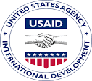 UNITED STATES AGENCY
USAID
INTERNATIONAL DEVELOPMENT